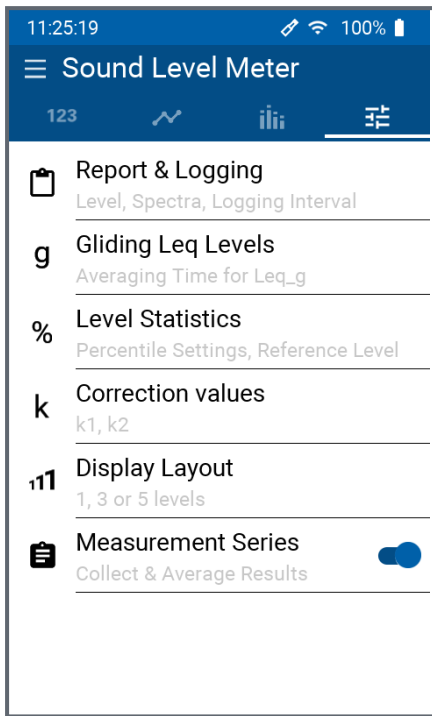 11:25:19 100%
Sound Level Meter
123
Report & Logging
Level, Spectra, Logging Interval
g Gliding Leq Levels
Averaging Time for Leq_g
% Level Statistics
Percentile Settings, Reference Level
k Correction values
k1, k2
111 Display Layout
1, 3 or 5 levels
Measurement Series
Collect & Average Results